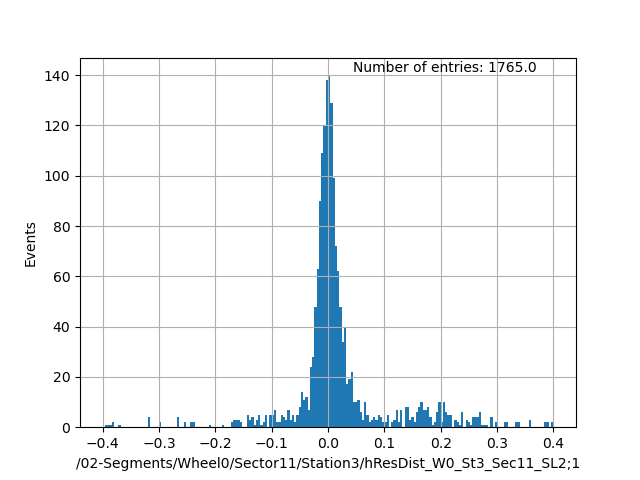 Number of entries: 1765.0
140
120
100
80
60
40
20
0
Events
−0.4 −0.3 −0.2 −0.1 0.0 0.1 0.2 0.3 0.4
/02-Segments/Wheel0/Sector11/Station3/hResDist_W0_St3_Sec11_SL2;1